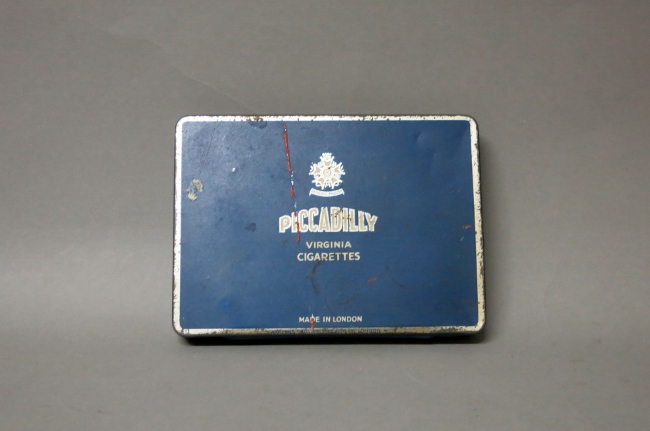 PICCADILLY
VIRGINIA
CIGARETTES
MADE IN LONDON